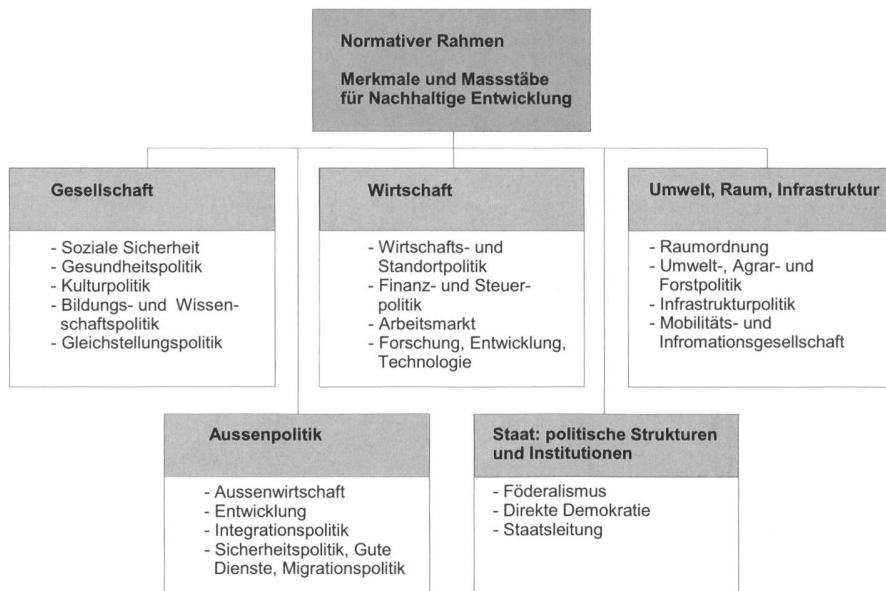 Normativer Rahmen
Merkmale und Massstäbe
für Nachhaltige Entwicklung
Gesellschaft
- Soziale Sicherheit
- Gesundheitspolitik
- Kulturpolitik
- Bildungs- und Wissen-
schaftspolitik
- Gleichstellungspolitik
Wirtschaft
- Wirtschafts- und
Standortpolitik
- Finanz- und Steuer-
politik
- Arbeitsmarkt
- Forschung, Entwicklung,
Technologie
Umwelt, Raum, Infrastruktur
- Raumordnung
- Umwelt-, Agrar- und
Forstpolitik
- Infrastrukturpolitik
- Mobilitäts- und
Infromationsgesellschaft
Aussenpolitik
- Aussenwirtschaft
- Entwicklung
- Integrationspolitik
- Sicherheitspolitik, Gute
Dienste, Migrationspolitik
Staat: politische Strukturen
und Institutionen
- Föderalismus
- Direkte Demokratie
- Staatsleitung